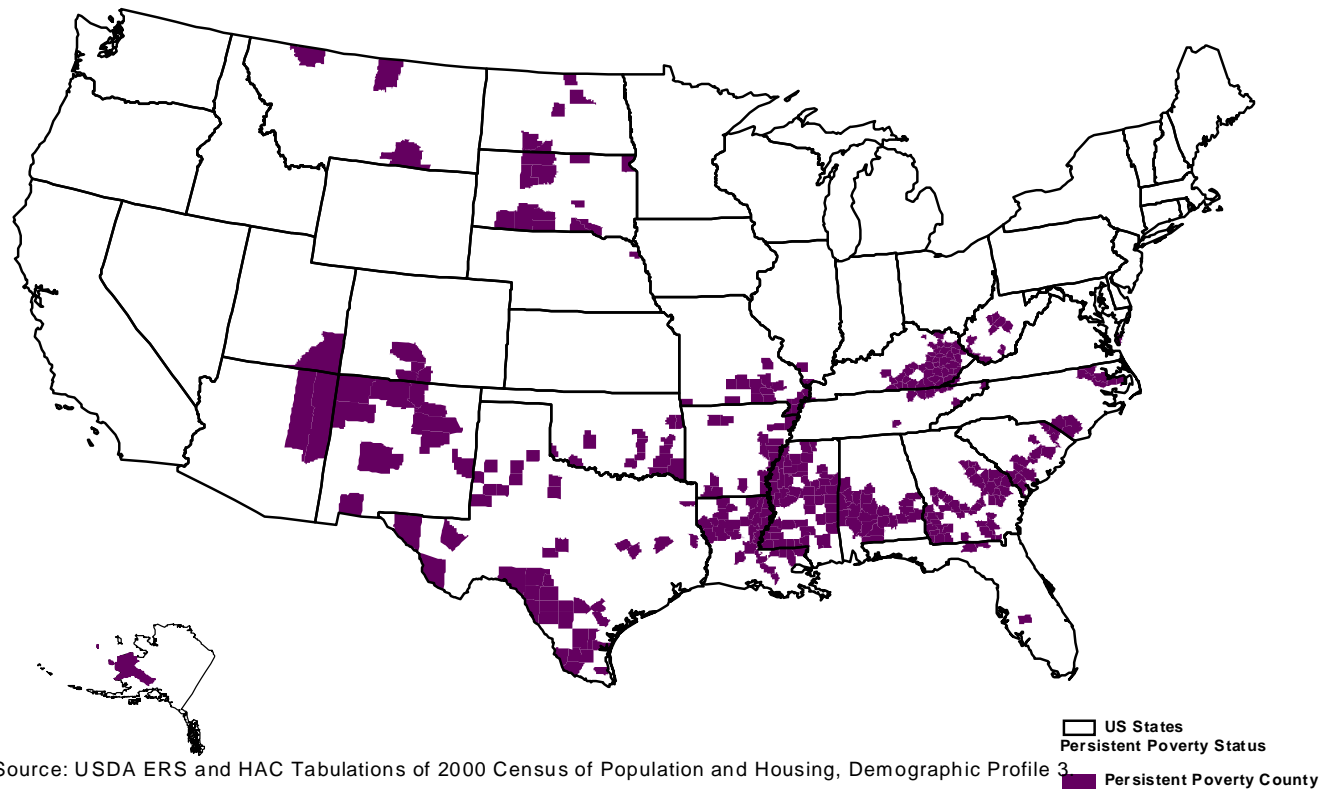 US States
Persistent Poverty Status
Source: USDA ERS and HAC Tabulations of 2000 Census of Population and Housing, Demographic Profile 3.
Persistent Poverty County